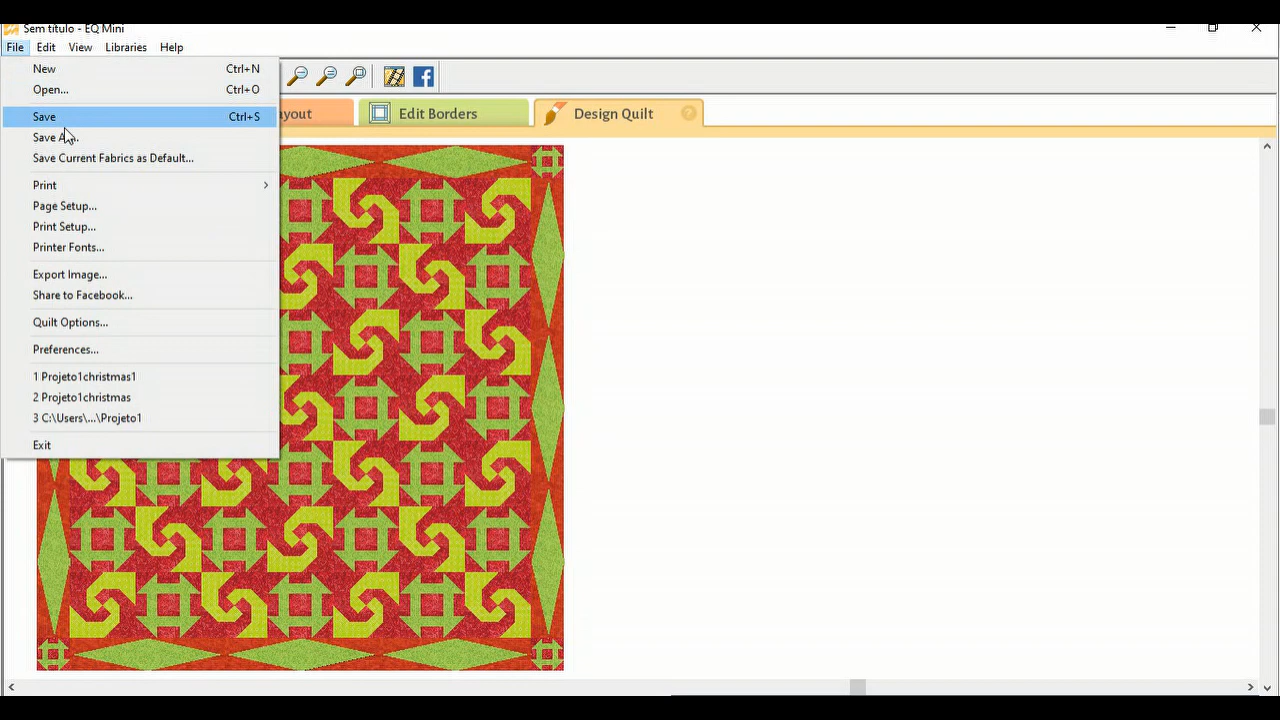 Sem título - EQ Mini
File Edit View Libraries Help
New Ctrl+N
Open... Ctrl+O
Save Ctrl+S
Save
Save Current Fabrics as Default...
Print
Page Setup...
Print Setup...
Printer Fonts...
Export Image...
Share to Facebook...
Quilt Options...
Preferences...
1 Projeto1christmas1
2 Projeto1christmas
3 C:\Users\...\Projeto1
Exit
Edit Borders
Design Quilt